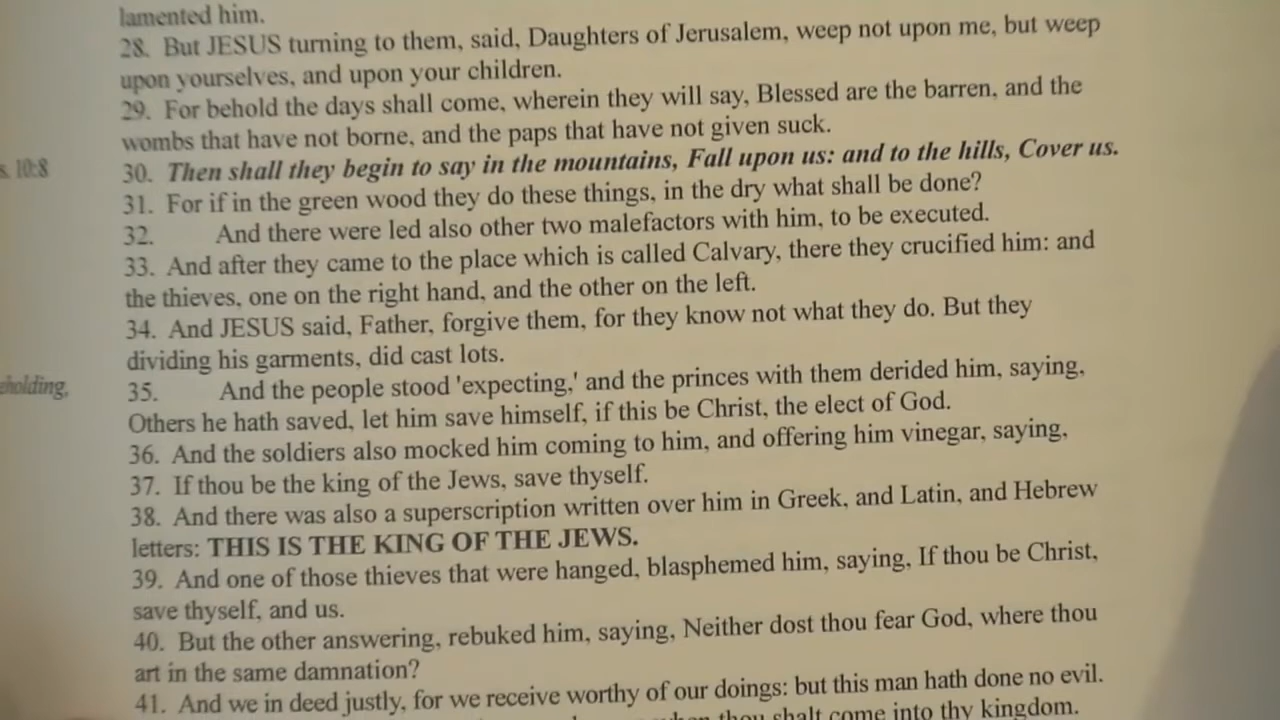 lamented him.
28. But JESUS turning to them, said, Daughters of Jerusalem, weep not upon me, but weep
upon yourselves, and upon your children.
29. For behold the days shall come, wherein they will say, Blessed are the barren, and the
wombs that have not borne, and the paps that have not given suck.
10:8
30. Then shall they begin to say in the mountains, Fall upon us: and to the hills, Cover us.
31. For if in the green wood they do these things, in the dry what shall be done?
32. And there were led also other two malefactors with him, to be executed.
33. And after they came to the place which is called Calvary, there they crucified him: and
the thieves, one on the right hand, and the other on the left.
34. And JESUS said, Father, forgive them, for they know not what they do. But they
dividing his garments, did cast lots.
eholding,
35. And the people stood 'expecting,' and the princes with them derided him, saying,
Others he hath saved, let him save himself, if this be Christ, the elect of God.
36. And the soldiers also mocked him coming to him, and offering him vinegar, saying,
37. If thou be the king of the Jews, save thyself.
38. And there was also a superscription written over him in Greek, and Latin, and Hebrew
letters: THIS IS THE KING OF THE JEWS.
39. And one of those thieves that were hanged, blasphemed him, saying, If thou be Christ,
save thyself, and us.
40. But the other answering, rebuked him, saying, Neither dost thou fear God, where thou
art in the same damnation?
41. And we in deed justly, for we receive worthy of our doings: but this man hath done no evil.
thou shalt come into thy kingdom.